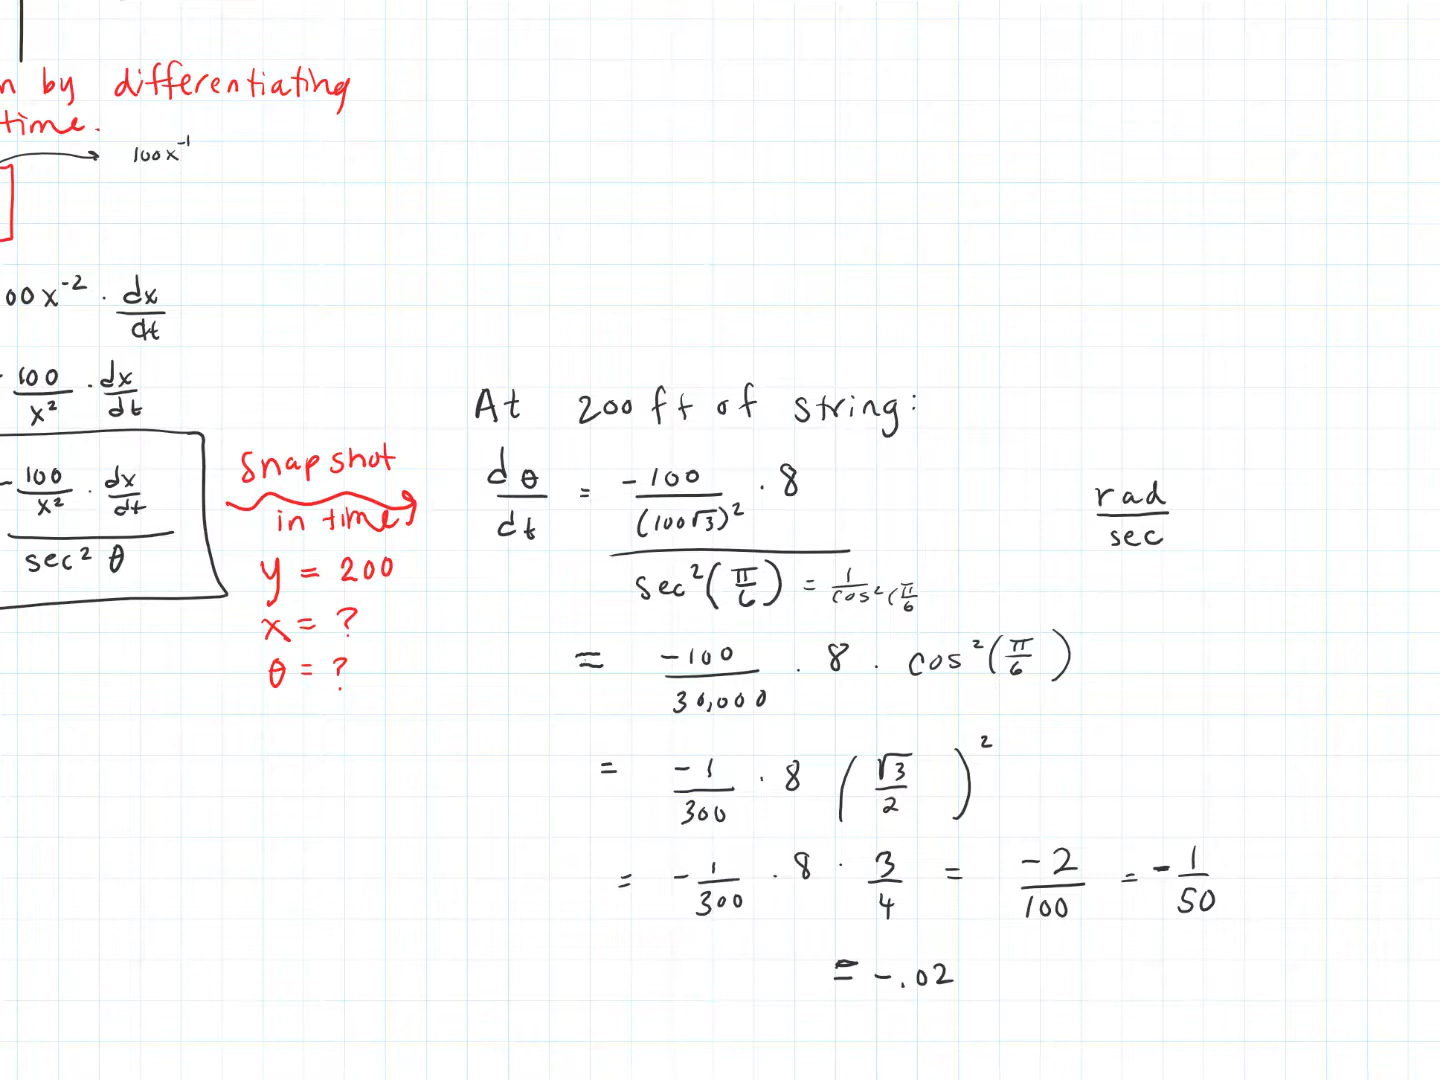 n by differentiating
time.
100x⁻¹
00x⁻² · dx/dt
100/x² · dx/dt
(-100/x² · dx/dt)/(sec² θ)
Snapshot
in time
y = 200
x = ?
θ = ?
At 200 ft of string:
dθ/dt = (-100/(100√3)² · 8)/(sec²(π/6)) = 1/cos²(π/6
rad/sec
= -100/30,000 · 8 · cos²(π/6)
= -1/300 · 8 (√3/2)²
= -1/300 · 8 · 3/4 = -2/100 = -1/50
= -.02